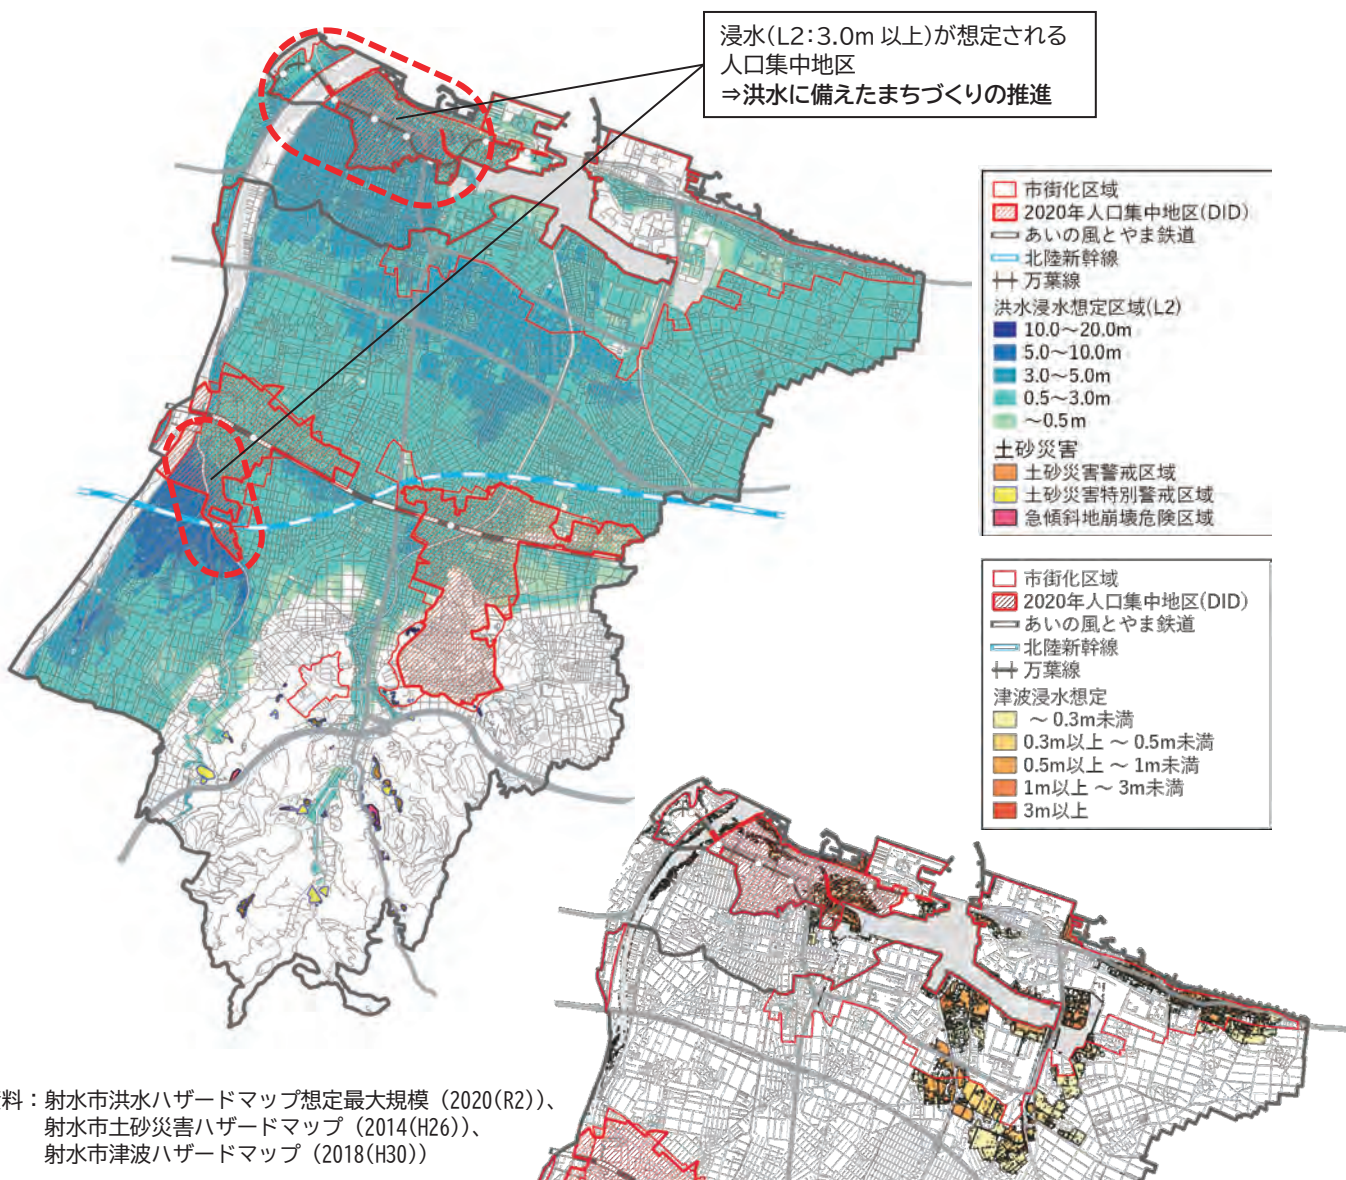 浸水(L2:3.0m 以上)が想定される
人口集中地区
⇒洪水に備えたまちづくりの推進
市街化区域
2020年人口集中地区(DID)
あいの風とやま鉄道
北陸新幹線
万葉線
洪水浸水想定区域(L2)
10.0~20.0m
5.0~10.0m
3.0~5.0m
0.5~3.0m
~0.5m
土砂災害
土砂災害警戒区域
土砂災害特別警戒区域
急傾斜地崩壊危険区域
市街化区域
2020年人口集中地区(DID)
あいの風とやま鉄道
北陸新幹線
万葉線
津波浸水想定
~ 0.3m未満
0.3m以上 ~ 0.5m未満
0.5m以上 ~ 1m未満
1m以上 ~ 3m未満
3m以上
料:射水市洪水ハザードマップ想定最大規模(2020(R2))、
射水市土砂災害ハザードマップ(2014(H26))、
射水市津波ハザードマップ(2018(H30))